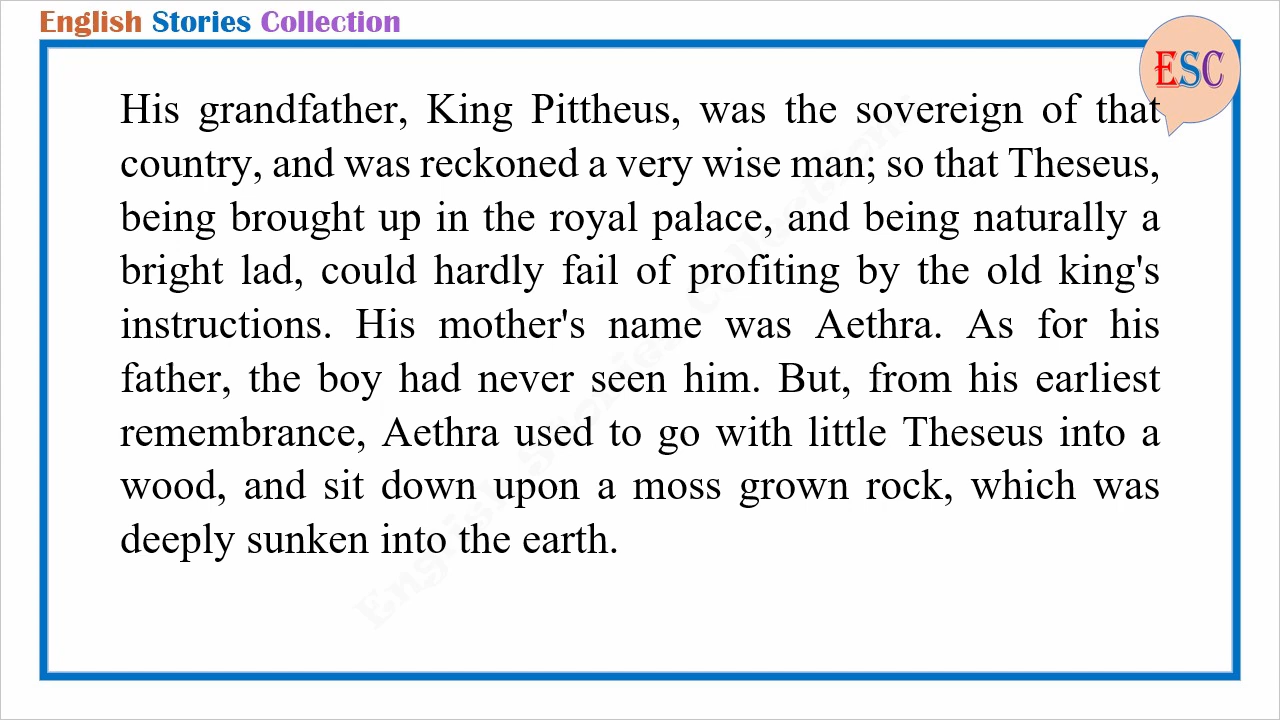 English Stories Collection
ESC
His grandfather, King Pittheus, was the sovereign of that
country, and was reckoned a very wise man; so that Theseus,
being brought up in the royal palace, and being naturally a
bright lad, could hardly fail of profiting by the old king's
instructions. His mother's name was Aethra. As for his
father, the boy had never seen him. But, from his earliest
remembrance, Aethra used to go with little Theseus into a
wood, and sit down upon a moss grown rock, which was
deeply sunken into the earth.
English Stories Collection